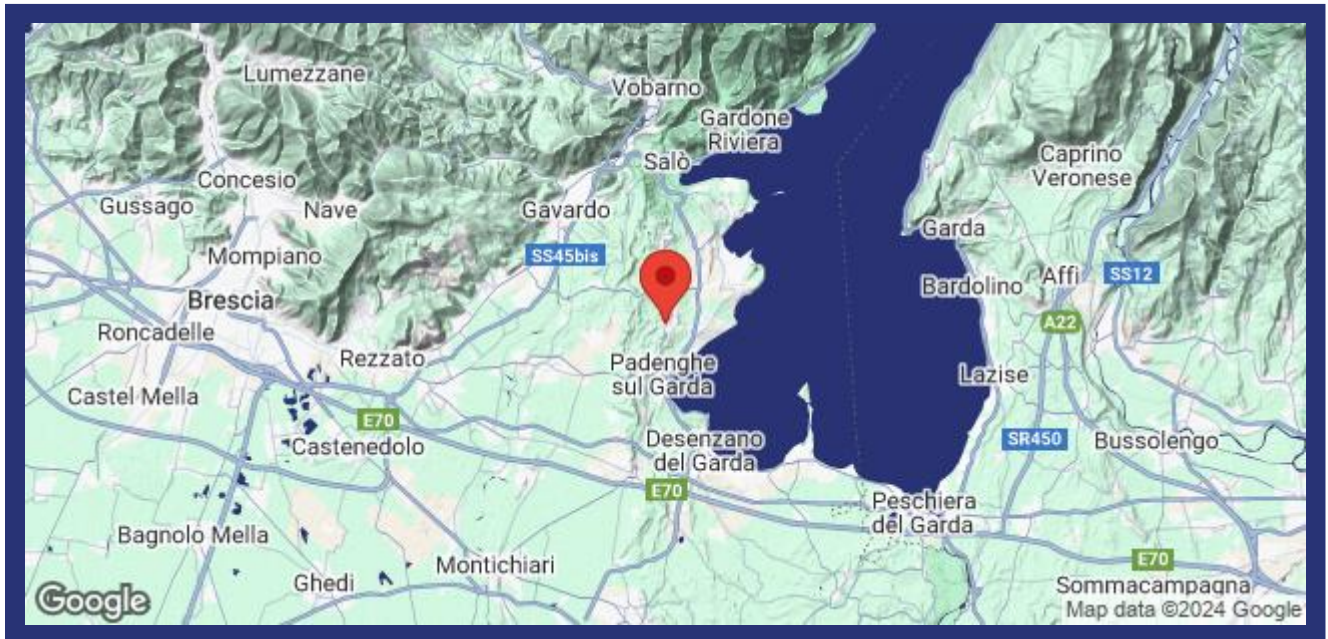 Lumezzane
Vobarno
Gardone
Riviera
Salò
Caprino
Veronese
Concesio
Gussago
Nave
Gavardo
Garda
Mompiano
SS45bis
Affi
SS12
Bardolino
Brescia
A22
Roncadelle
Rezzato
Padenghe
sul Garda
Lazise
Castel Mella
E70
Castenedolo
Desenzano
del Garda
SR450
Bussolengo
E70
Peschiera
del Garda
Bagnolo Mella
Montichiari
E70
Ghedi
Sommacampagna
Google
Map data ©2024 Google